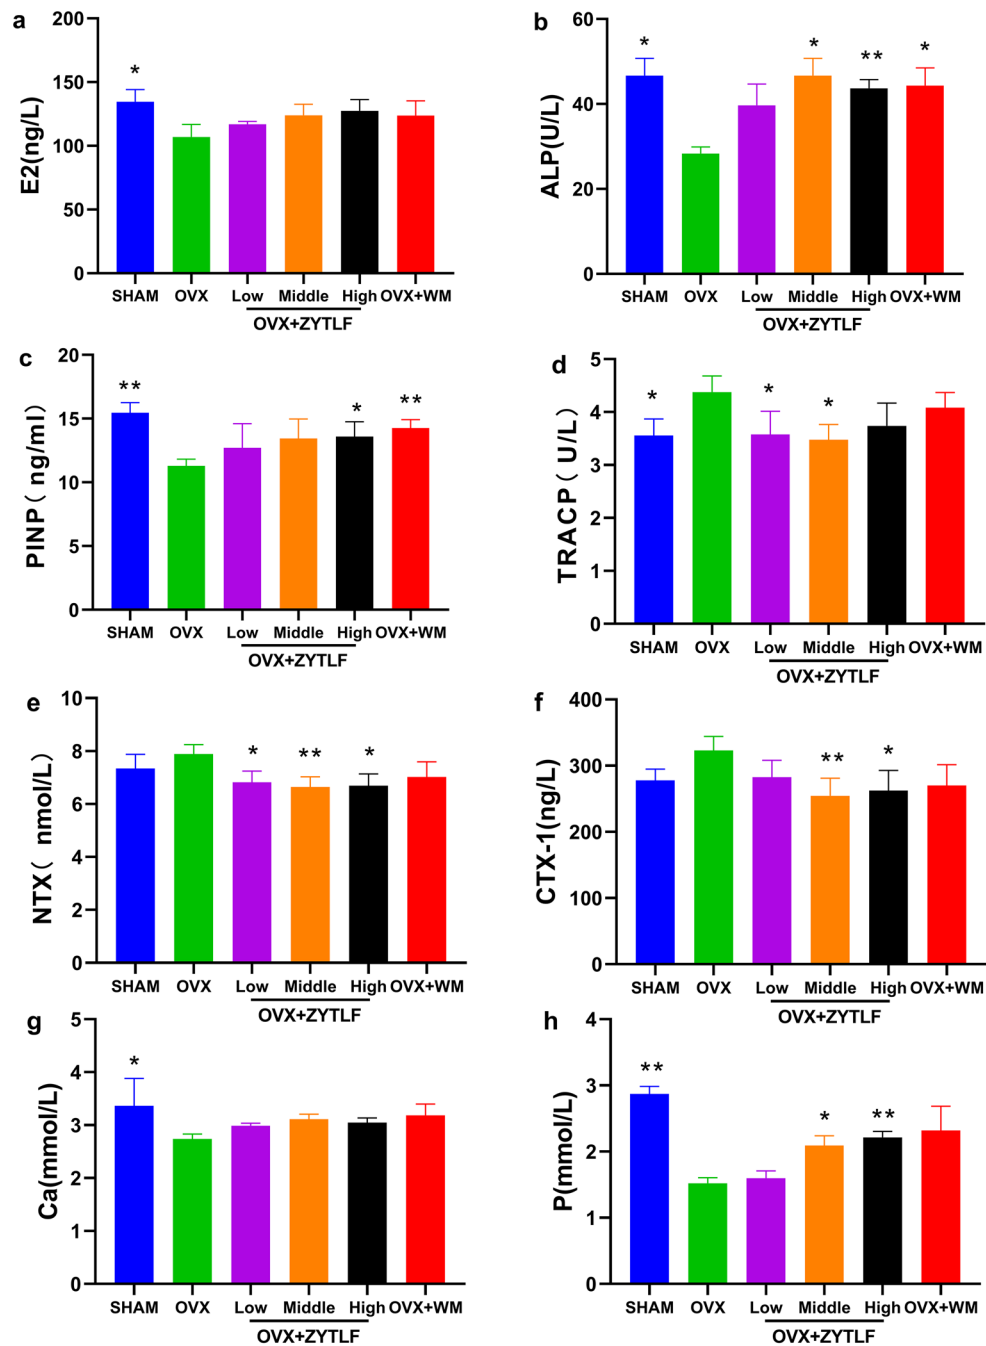 a
E2(ng/L)
200
150
100
50
0
*
SHAM OVX Low Middle High OVX+WM
OVX+ZYTLF
b
ALP(U/L)
60
40
20
0
* * ** *
SHAM OVX Low Middle High OVX+WM
OVX+ZYTLF
c
PINP( ng/ml)
20
15
10
5
0
** * **
SHAM OVX Low Middle High OVX+WM
OVX+ZYTLF
d
TRACP( U/L)
5
4
3
2
1
0
* * *
SHAM OVX Low Middle High OVX+WM
OVX+ZYTLF
e
NTX( nmol/L)
10
8
6
4
2
0
* ** *
SHAM OVX Low Middle High OVX+WM
OVX+ZYTLF
f
CTX-1(ng/L)
400
300
200
100
0
** *
SHAM OVX Low Middle High OVX+WM
OVX+ZYTLF
g
Ca(mmol/L)
5
4
3
2
1
0
*
SHAM OVX Low Middle High OVX+WM
OVX+ZYTLF
h
P(mmol/L)
4
3
2
1
0
** * **
SHAM OVX Low Middle High OVX+WM
OVX+ZYTLF